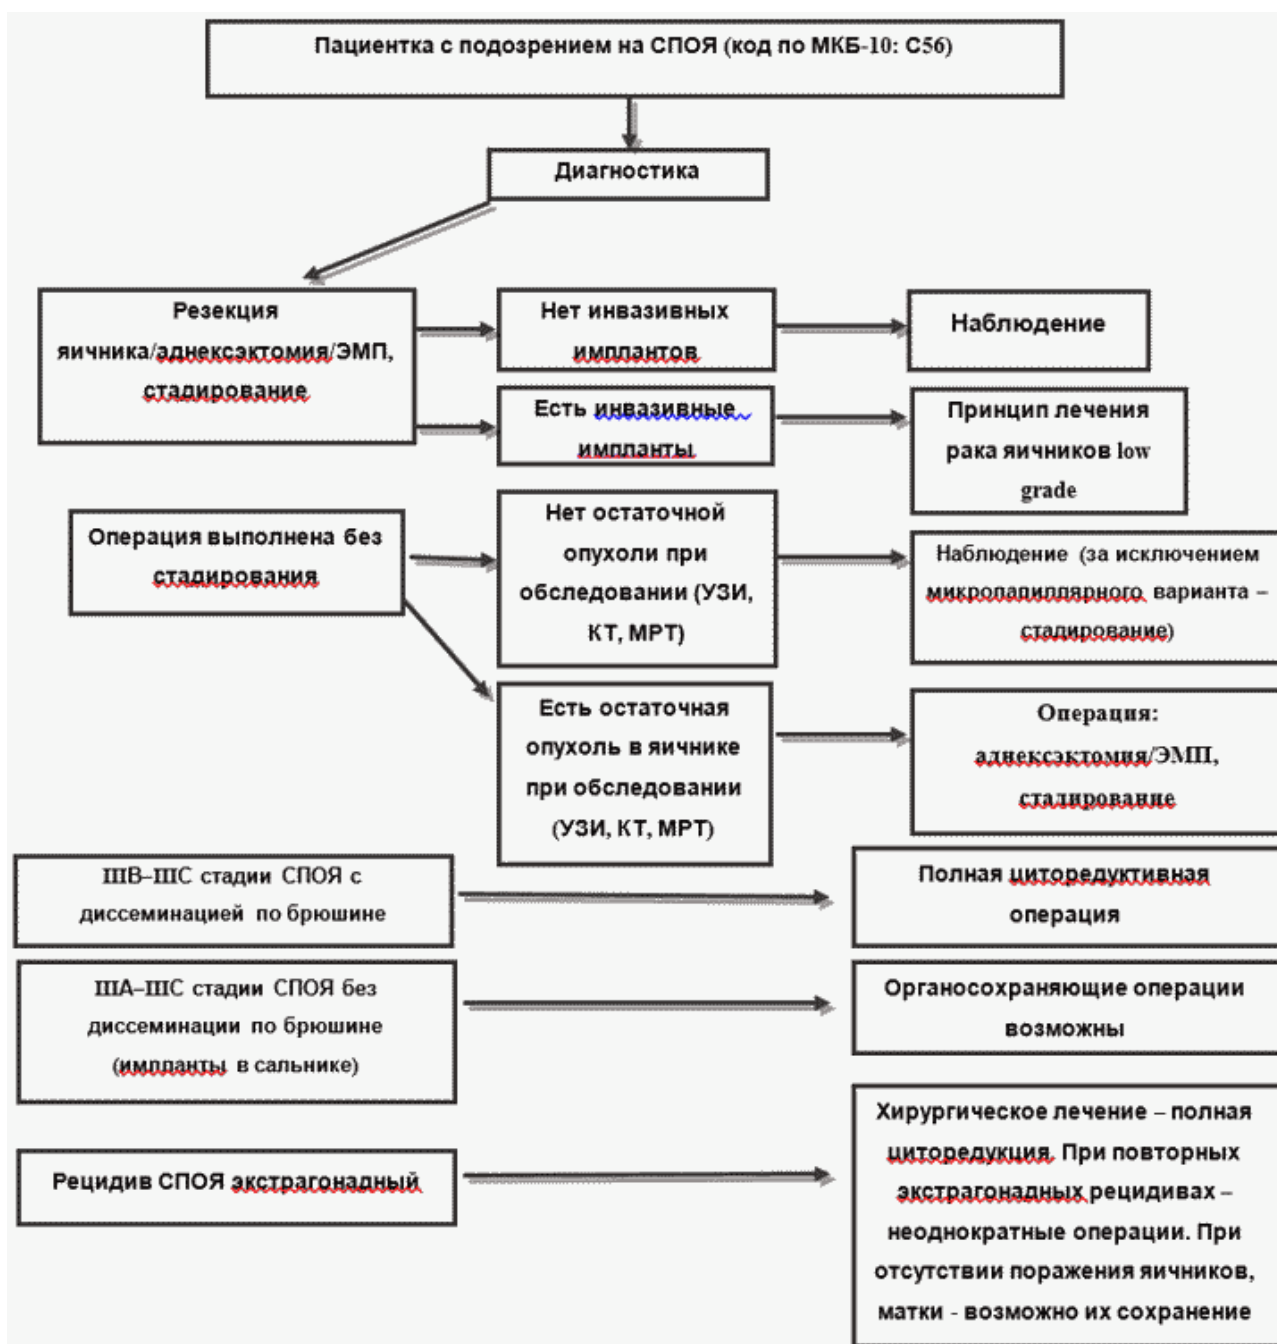 Пациентка с подозрением на СПОЯ (код по МКБ-10: C56)
Диагностика
Резекция
яичника/аднексэктомия/ЭМП,
стадирование
Нет инвазивных
имплантов
Наблюдение
Есть инвазивные
импланты
Принцип лечения
рака яичников low
grade
Операция выполнена без
стадирования
Нет остаточной
опухоли при
обследовании (УЗИ,
КТ, МРТ)
Наблюдение (за исключением
микропапиллярного варианта –
стадирование)
Есть остаточная
опухоль в яичнике
при обследовании
(УЗИ, КТ, МРТ)
Операция:
аднексэктомия/ЭМП,
стадирование
IIIB–IIIC стадии СПОЯ с
диссеминацией по брюшине
Полная циторедуктивная
операция
IIIA–IIIC стадии СПОЯ без
диссеминации по брюшине
(импланты в сальнике)
Органосохраняющие операции
возможны
Рецидив СПОЯ экстрагонадный
Хирургическое лечение – полная
циторедукция. При повторных
экстрагонадных рецидивах –
неоднократные операции. При
отсутствии поражения яичников,
матки - возможно их сохранение